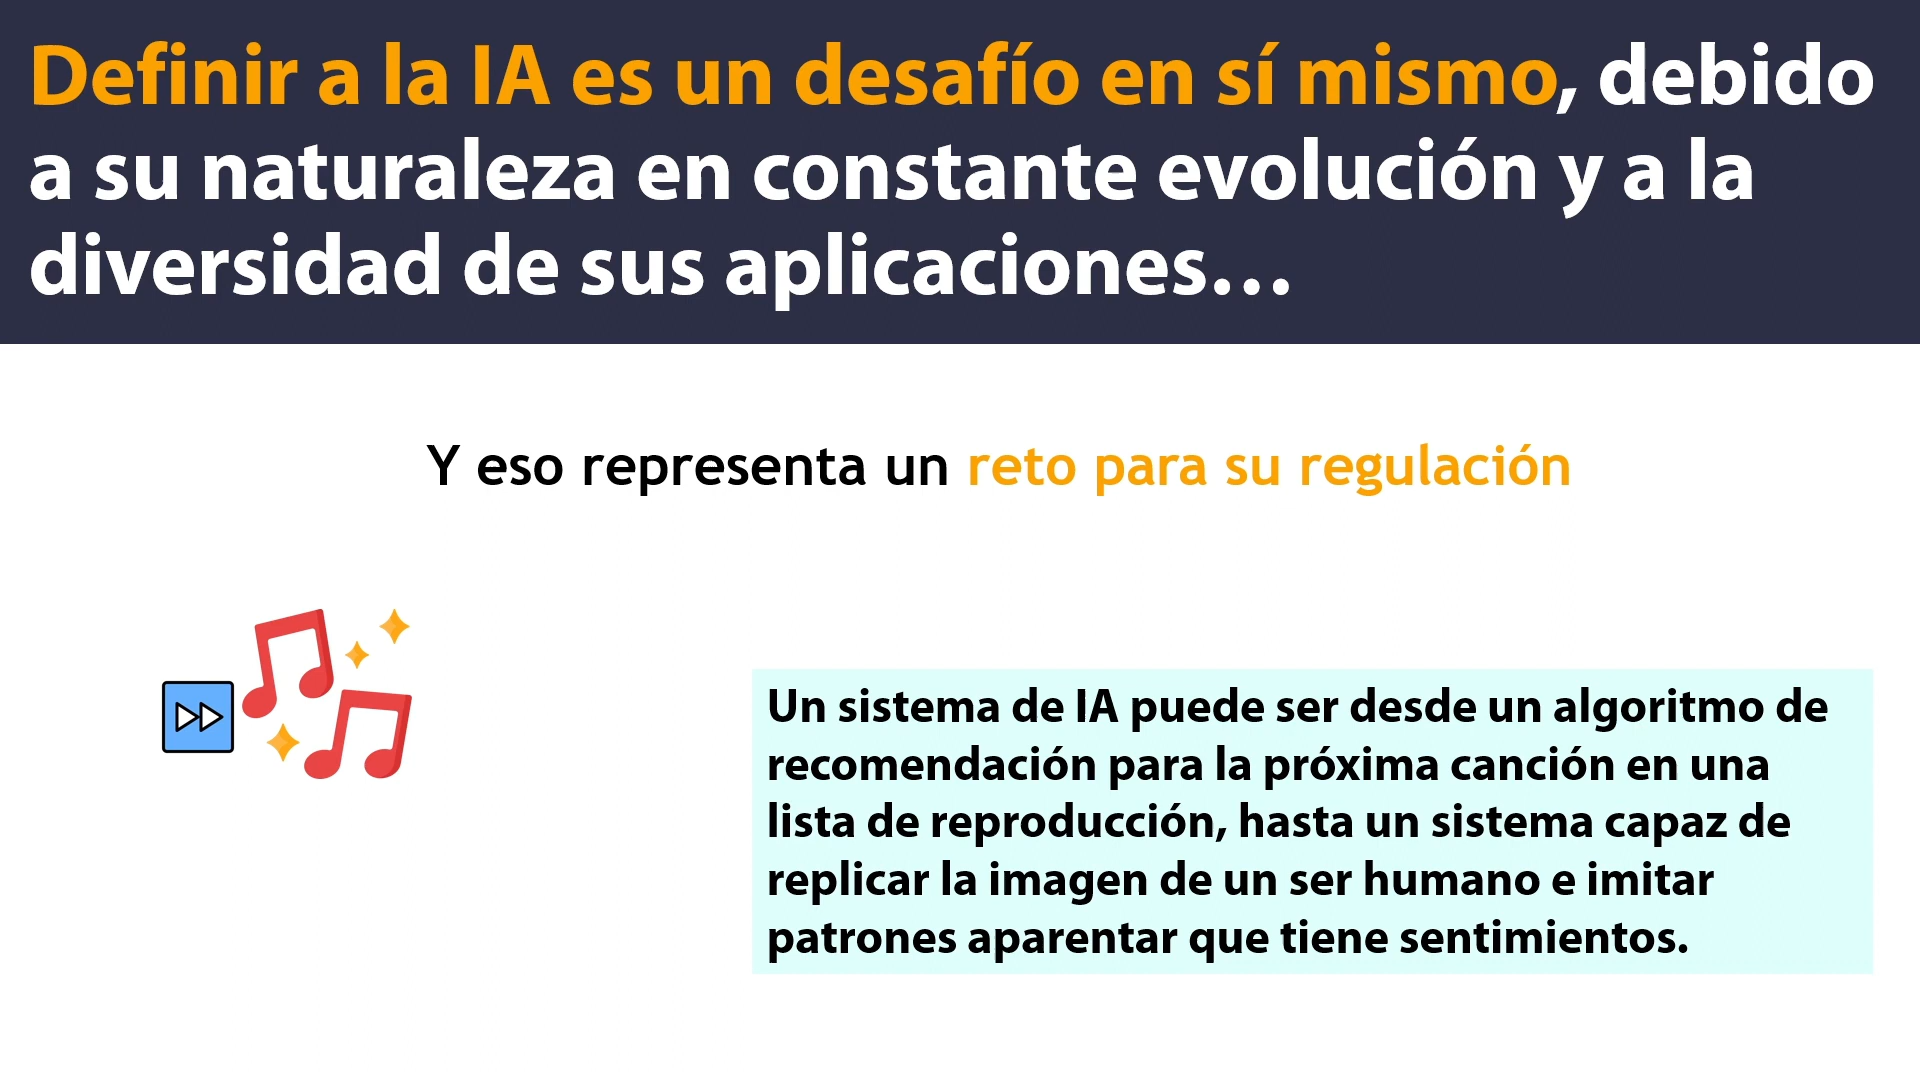 Definir a la IA es un desafío en sí mismo, debido
a su naturaleza en constante evolución y a la
diversidad de sus aplicaciones...
Y eso representa un reto para su regulación
Un sistema de IA puede ser desde un algoritmo de
recomendación para la próxima canción en una
lista de reproducción, hasta un sistema capaz de
replicar la imagen de un ser humano e imitar
patrones aparentar que tiene sentimientos.